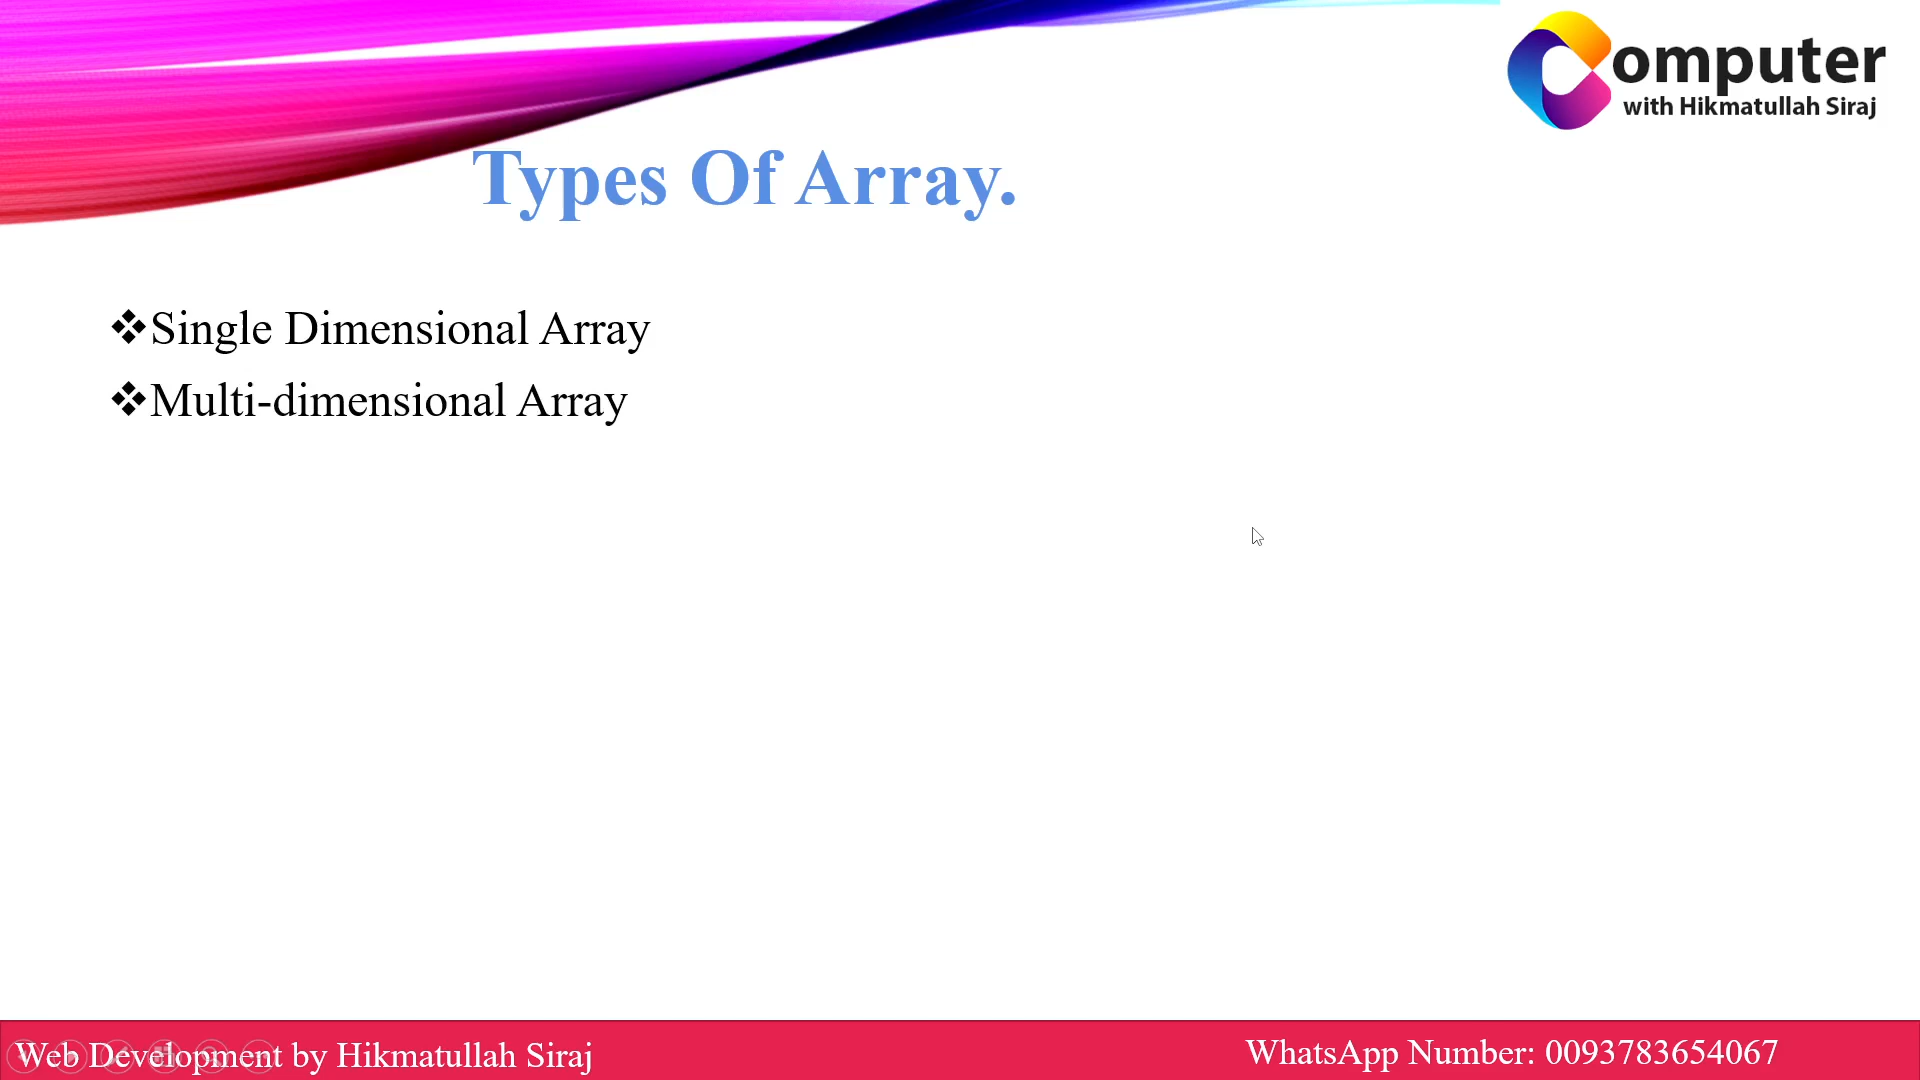 Computer
with Hikmatullah Siraj
Types Of Array.
❖Single Dimensional Array
❖Multi-dimensional Array
Web Development by Hikmatullah Siraj
WhatsApp Number: 0093783654067